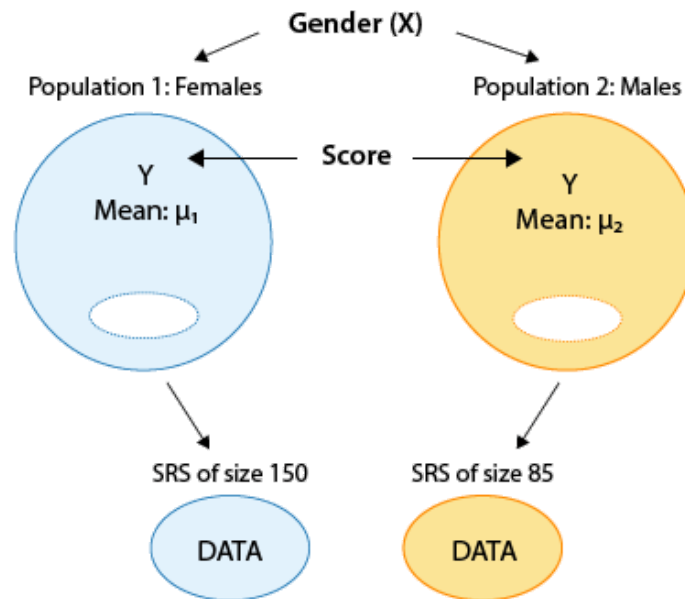 Gender (X)
Population 1: Females
Population 2: Males
Score
Y
Mean: μ₁
Y
Mean: μ₂
SRS of size 150
SRS of size 85
DATA
DATA